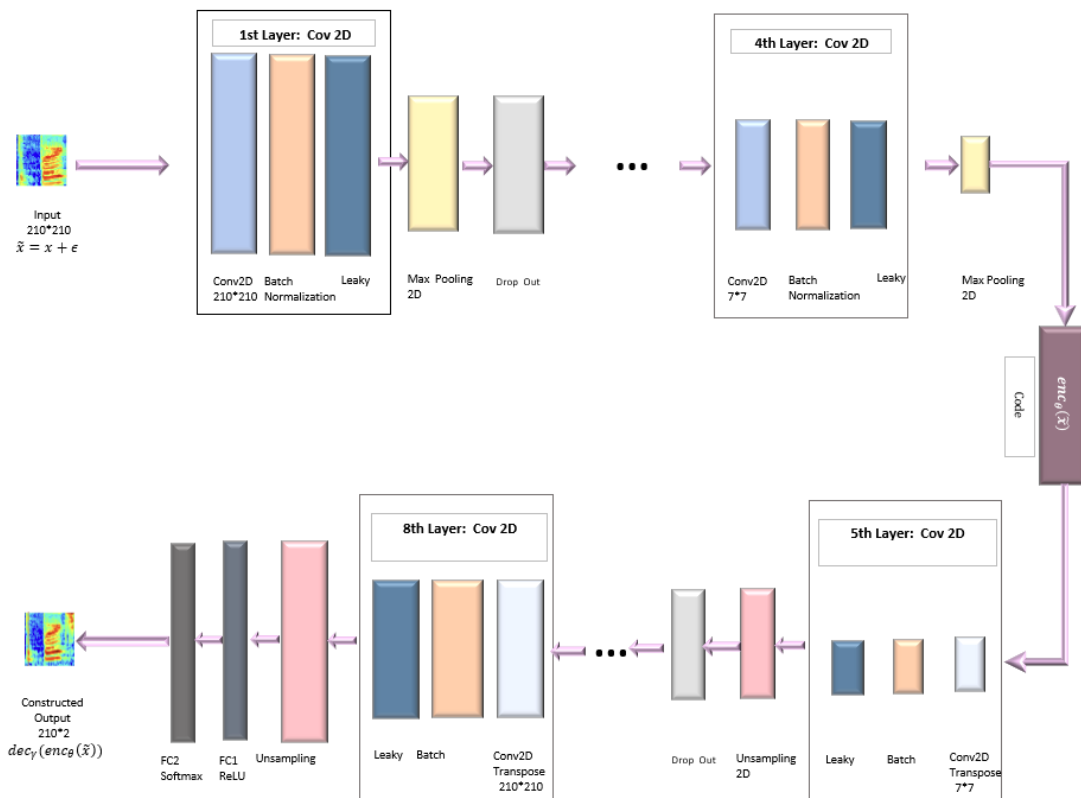 1st Layer: Cov 2D
4th Layer: Cov 2D
Input
210*210
x̃ = x + ϵ
Conv2D
210*210
Batch
Normalization
Leaky
Max Pooling
2D
Drop Out
...
Conv2D
7*7
Batch
Normalization
Leaky
Max Pooling
2D
Code
enc_θ(x̃)
8th Layer: Cov 2D
5th Layer: Cov 2D
Constructed
Output
210*2
dec_γ(enc_θ(x̃))
FC2
Softmax
FC1
ReLU
Unsampling
Leaky
Batch
Conv2D
Transpose
210*210
...
Drop Out
Unsampling
2D
Leaky
Batch
Conv2D
Transpose
7*7